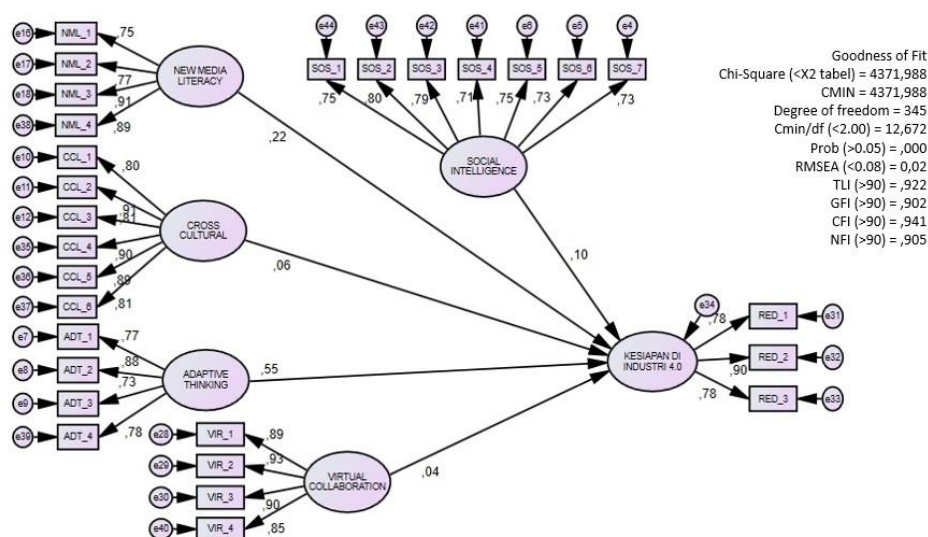 e16
NML_1
,75
e17
NML_2
,77
e18
NML_3
,91
e38
NML_4
,89
NEW MEDIA
LITERACY
,22
e10
CCL_1
,80
e11
CCL_2
,91
e12
CCL_3
,81
e35
CCL_4
,90
e36
CCL_5
,89
e37
CCL_6
,81
CROSS
CULTURAL
,06
e7
ADT_1
,77
e8
ADT_2
,88
e9
ADT_3
,73
e39
ADT_4
,78
ADAPTIVE
THINKING
,55
e28
VIR_1
,89
e29
VIR_2
,93
e30
VIR_3
,90
e40
VIR_4
,85
VIRTUAL
COLLABORATION
,04
e44
e43
e42
e41
e6
e5
e4
SOS_1
SOS_2
SOS_3
SOS_4
SOS_5
SOS_6
SOS_7
,75
,80
,79
,71
,75
,73
,73
SOCIAL
INTELLIGENCE
,10
e34
KESIAPAN DI
INDUSTRI 4.0
,78
RED_1
e31
,90
RED_2
e32
,78
RED_3
e33
Goodness of Fit
Chi-Square (<X2 tabel) = 4371,988
CMIN = 4371,988
Degree of freedom = 345
Cmin/df (<2.00) = 12,672
Prob (>0.05) = ,000
RMSEA (<0.08) = 0,02
TLI (>90) = ,922
GFI (>90) = ,902
CFI (>90) = ,941
NFI (>90) = ,905